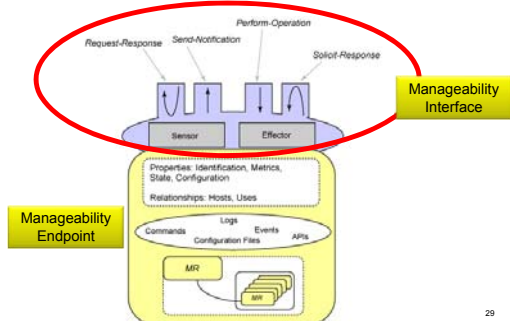 Perform-Operation
Send-Notification
Request-Response
Solicit-Response
Manageability
Interface
Sensor
Effector
Properties: Identification, Metrics,
State, Configuration
Relationships: Hosts, Uses
Manageability
Endpoint
Logs
Commands
Events
APIs
Configuration Files
MR
MR
29